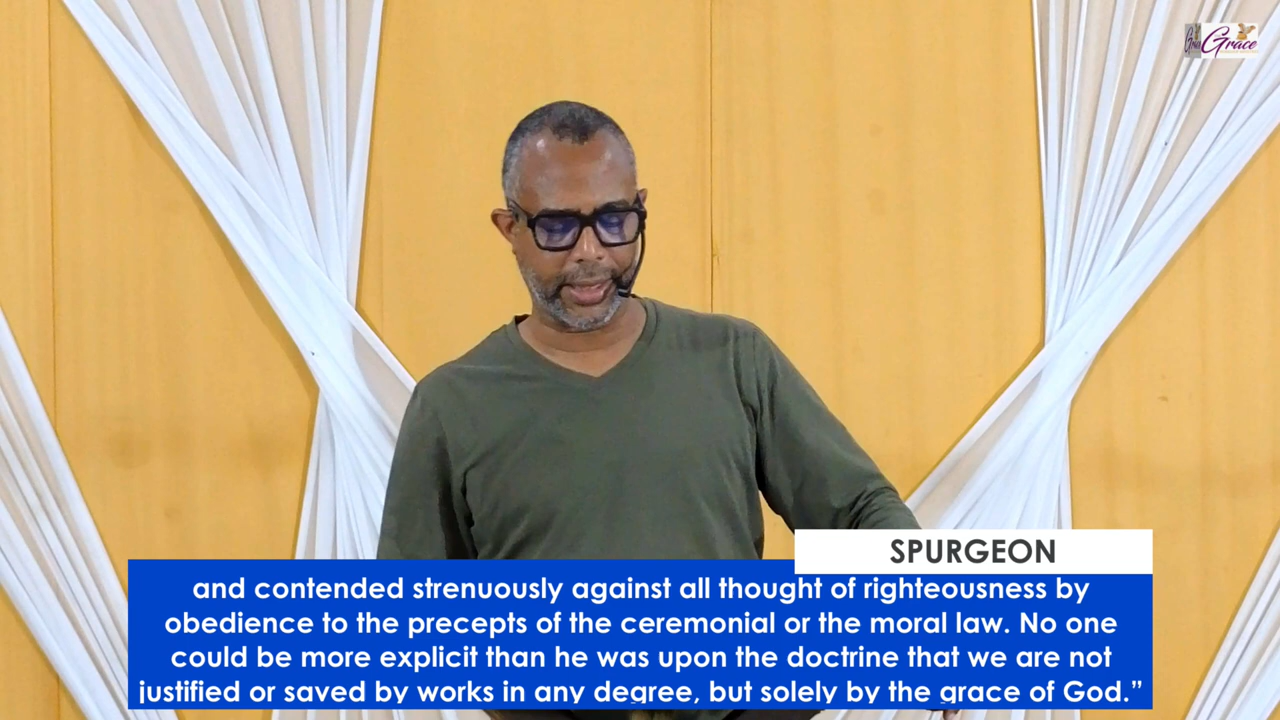 Grace
SPURGEON
and contended strenuously against all thought of righteousness by
obedience to the precepts of the ceremonial or the moral law. No one
could be more explicit than he was upon the doctrine that we are not
justified or saved by works in any degree, but solely by the grace of God.”